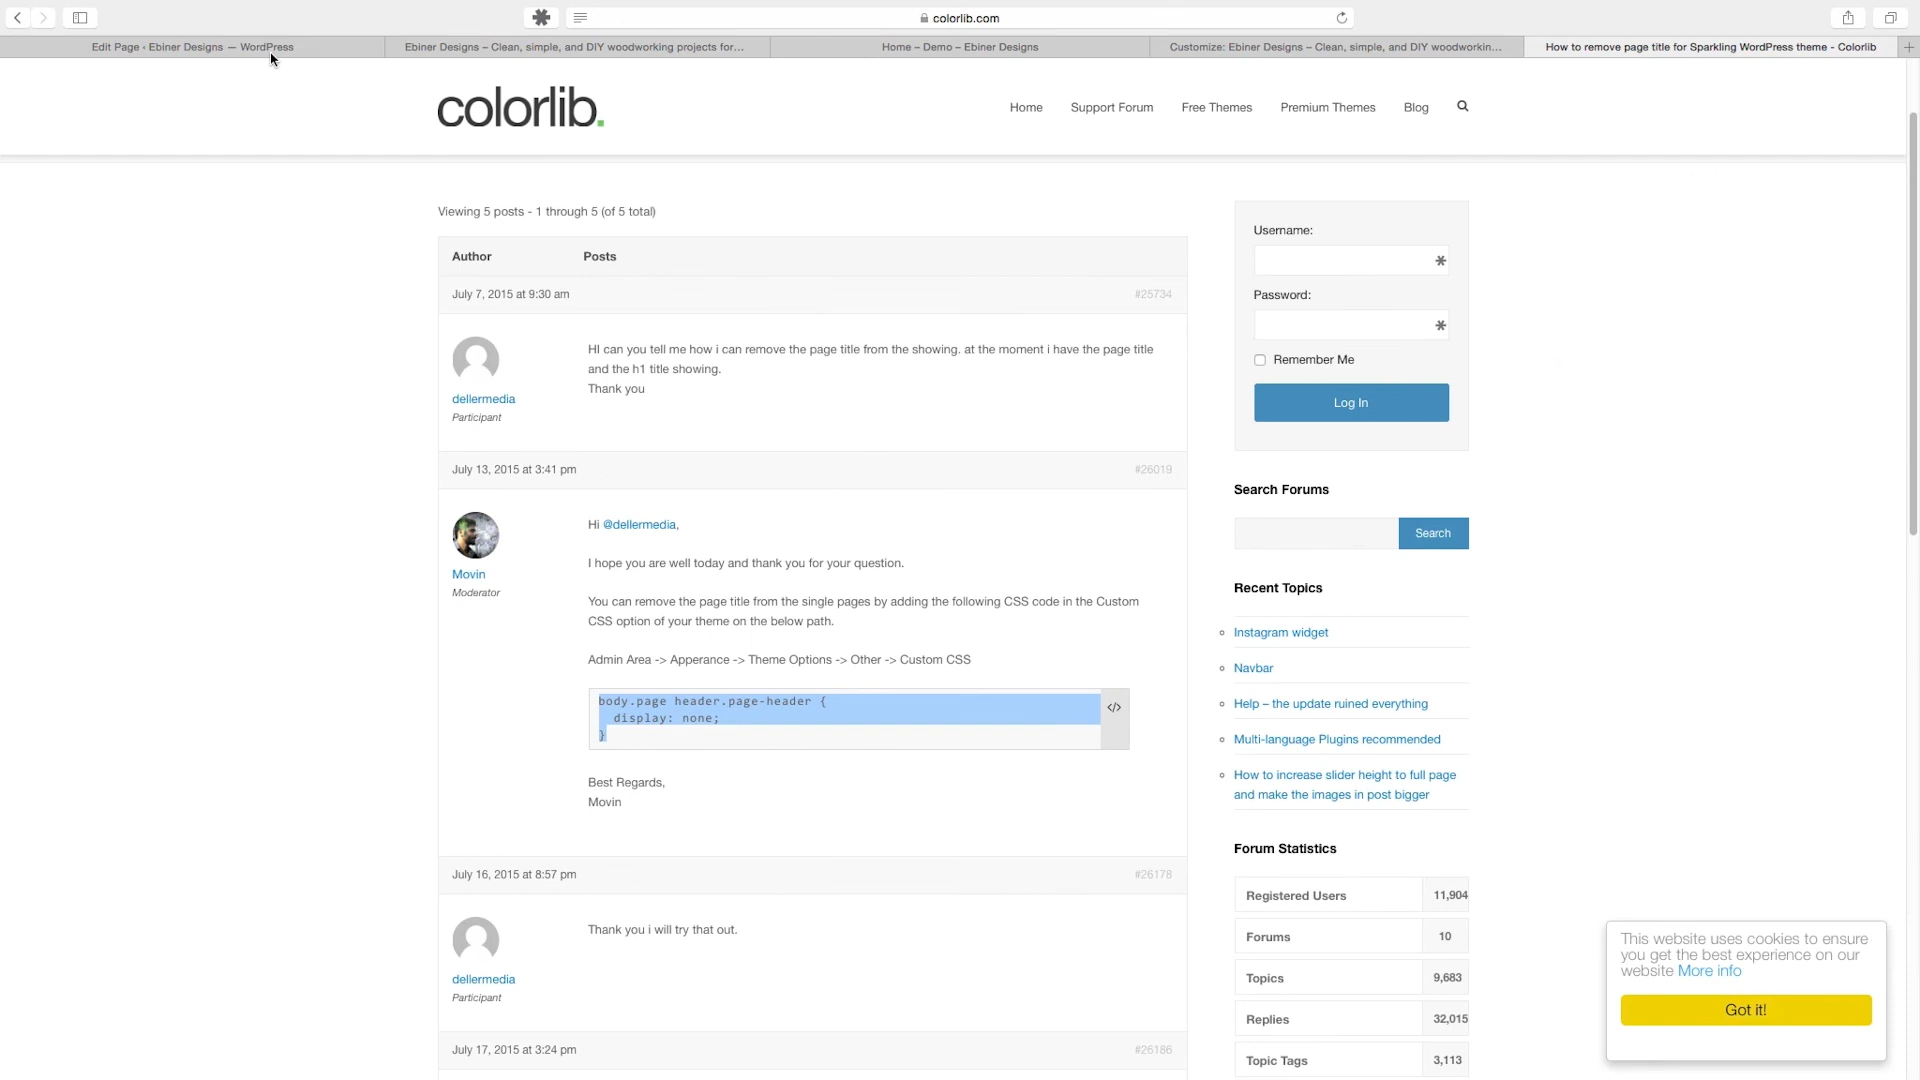 colorlib.com
Edit Page ‹ Ebiner Designs — WordPress
Ebiner Designs – Clean, simple, and DIY woodworking projects for...
Home – Demo – Ebiner Designs
Customize: Ebiner Designs – Clean, simple, and DIY woodworkin...
How to remove page title for Sparkling WordPress theme - Colorlib
colorlib.
Home
Support Forum
Free Themes
Premium Themes
Blog
Viewing 5 posts - 1 through 5 (of 5 total)
Author
Posts
July 7, 2015 at 9:30 am
#25734
dellermedia
Participant
HI can you tell me how i can remove the page title from the showing. at the moment i have the page title
and the h1 title showing.
Thank you
July 13, 2015 at 3:41 pm
#26019
Movin
Moderator
Hi @dellermedia,
I hope you are well today and thank you for your question.
You can remove the page title from the single pages by adding the following CSS code in the Custom
CSS option of your theme on the below path.
Admin Area -> Apperance -> Theme Options -> Other -> Custom CSS
body.page header.page-header {
display: none;
}
</>
Best Regards,
Movin
July 16, 2015 at 8:57 pm
#26178
dellermedia
Participant
Thank you i will try that out.
July 17, 2015 at 3:24 pm
#26186
Username:
Password:
Remember Me
Log In
Search Forums
Search
Recent Topics
Instagram widget
Navbar
Help – the update ruined everything
Multi-language Plugins recommended
How to increase slider height to full page
and make the images in post bigger
Forum Statistics
Registered Users
11,904
Forums
10
Topics
9,683
Replies
32,015
Topic Tags
3,113
This website uses cookies to ensure
you get the best experience on our
website More info
Got it!